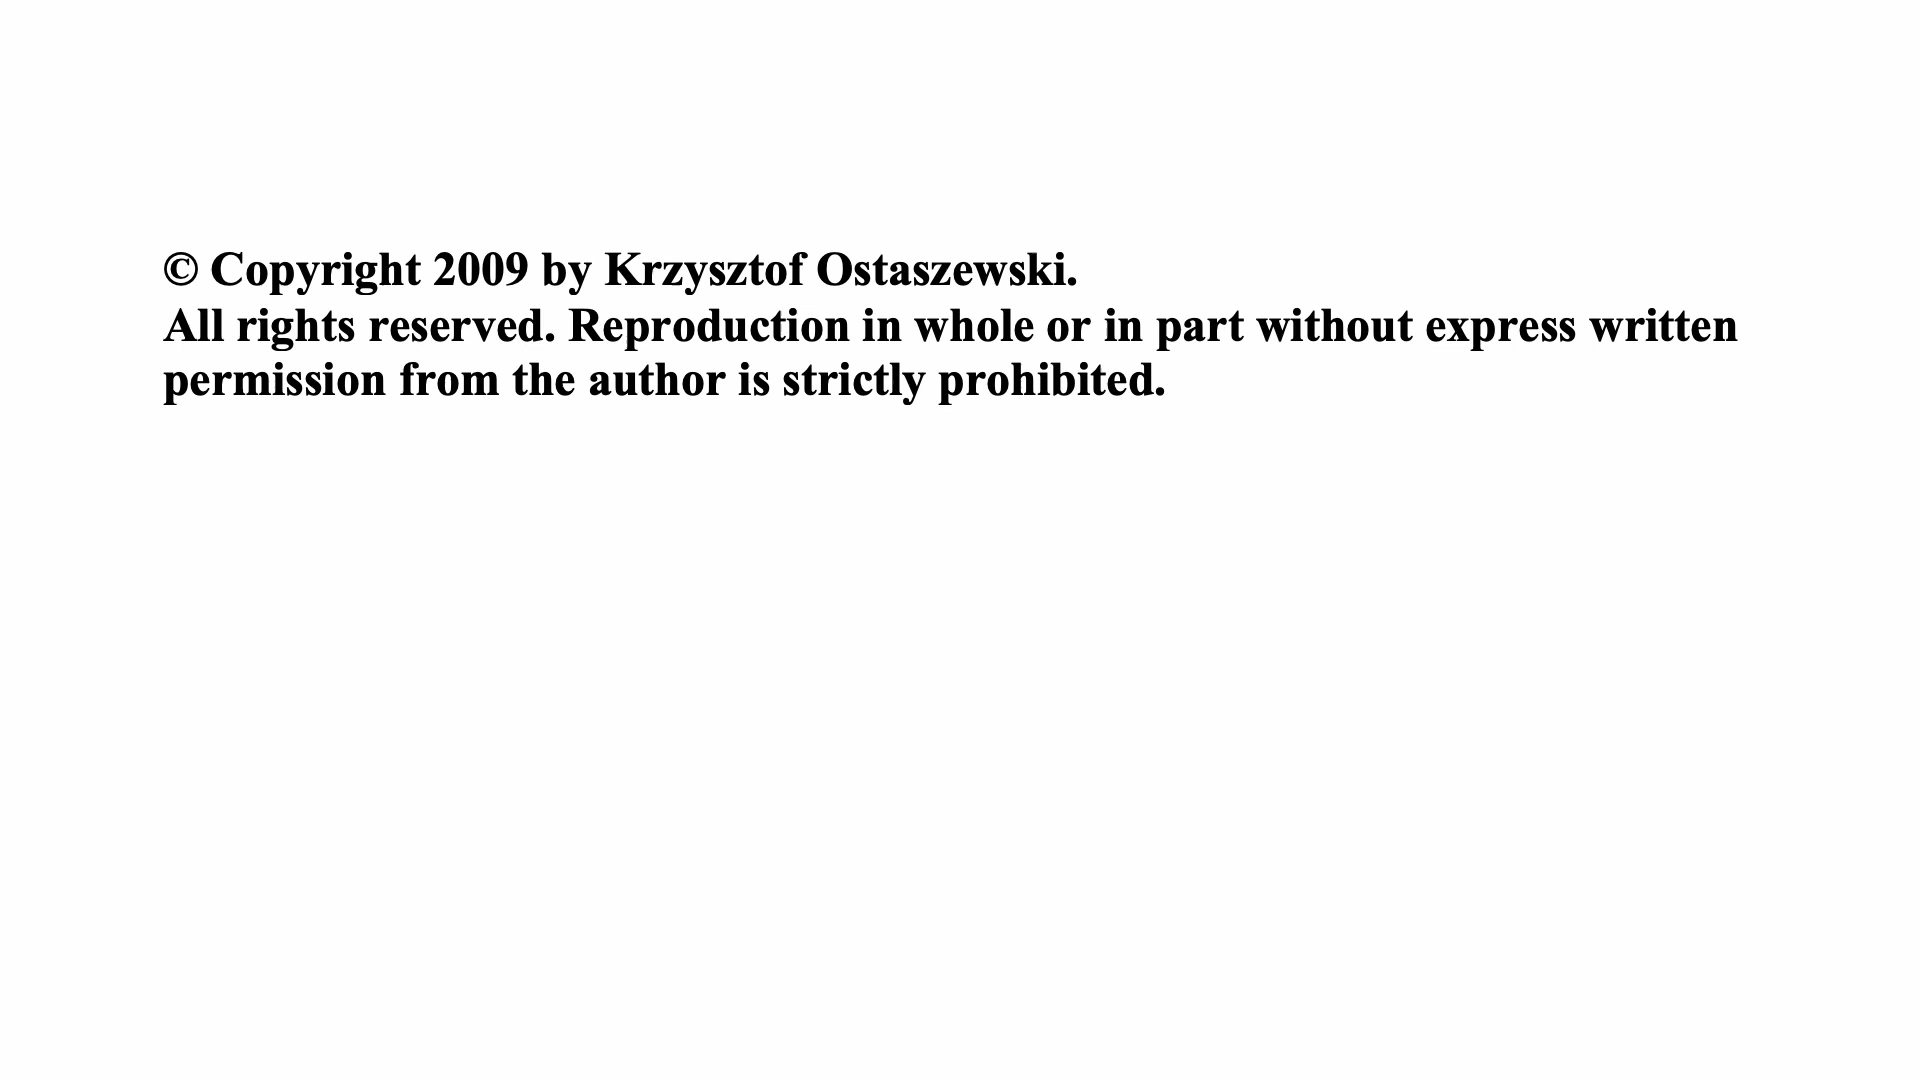 © Copyright 2009 by Krzysztof Ostaszewski.
All rights reserved. Reproduction in whole or in part without express written
permission from the author is strictly prohibited.